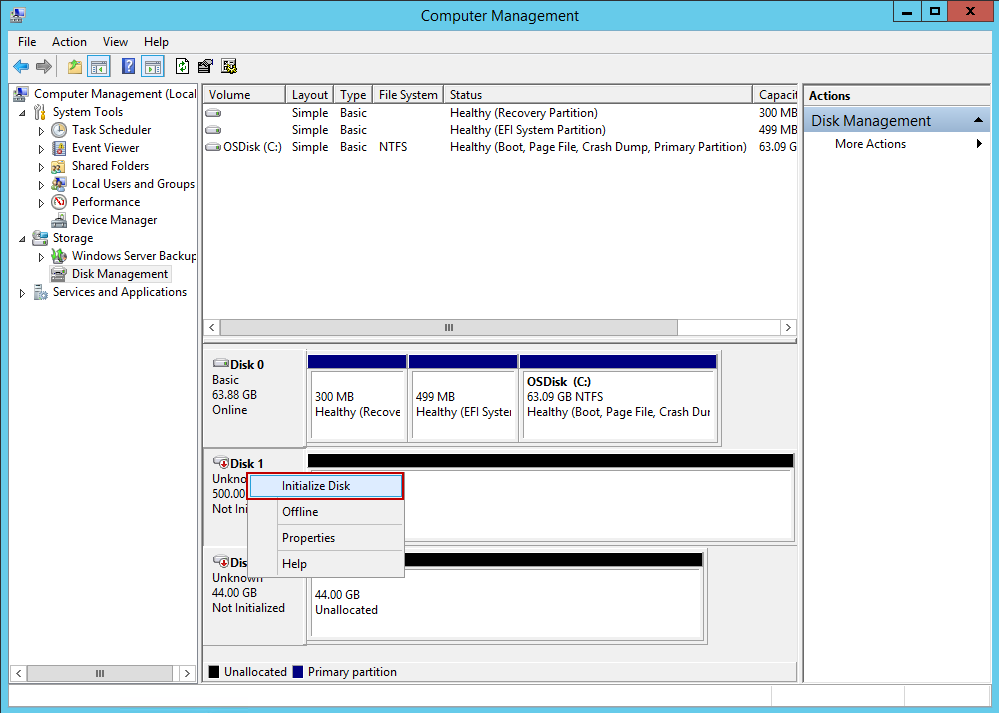 Computer Management
File Action View Help
Computer Management (Local
System Tools
Task Scheduler
Event Viewer
Shared Folders
Local Users and Groups
Performance
Device Manager
Storage
Windows Server Backup
Disk Management
Services and Applications
Volume Layout Type File System Status Capacit
Simple Basic Healthy (Recovery Partition) 300 MB
Simple Basic Healthy (EFI System Partition) 499 MB
OSDisk (C:) Simple Basic NTFS Healthy (Boot, Page File, Crash Dump, Primary Partition) 63.09 G
Disk 0
Basic
63.88 GB
Online
300 MB
Healthy (Recove
499 MB
Healthy (EFI Syste
OSDisk (C:)
63.09 GB NTFS
Healthy (Boot, Page File, Crash Dur
Disk 1
Unkno
500.00
Not Ini
Initialize Disk
Offline
Properties
Help
Dis
Unknown
44.00 GB
Not Initialized
44.00 GB
Unallocated
Unallocated Primary partition
Actions
Disk Management
More Actions